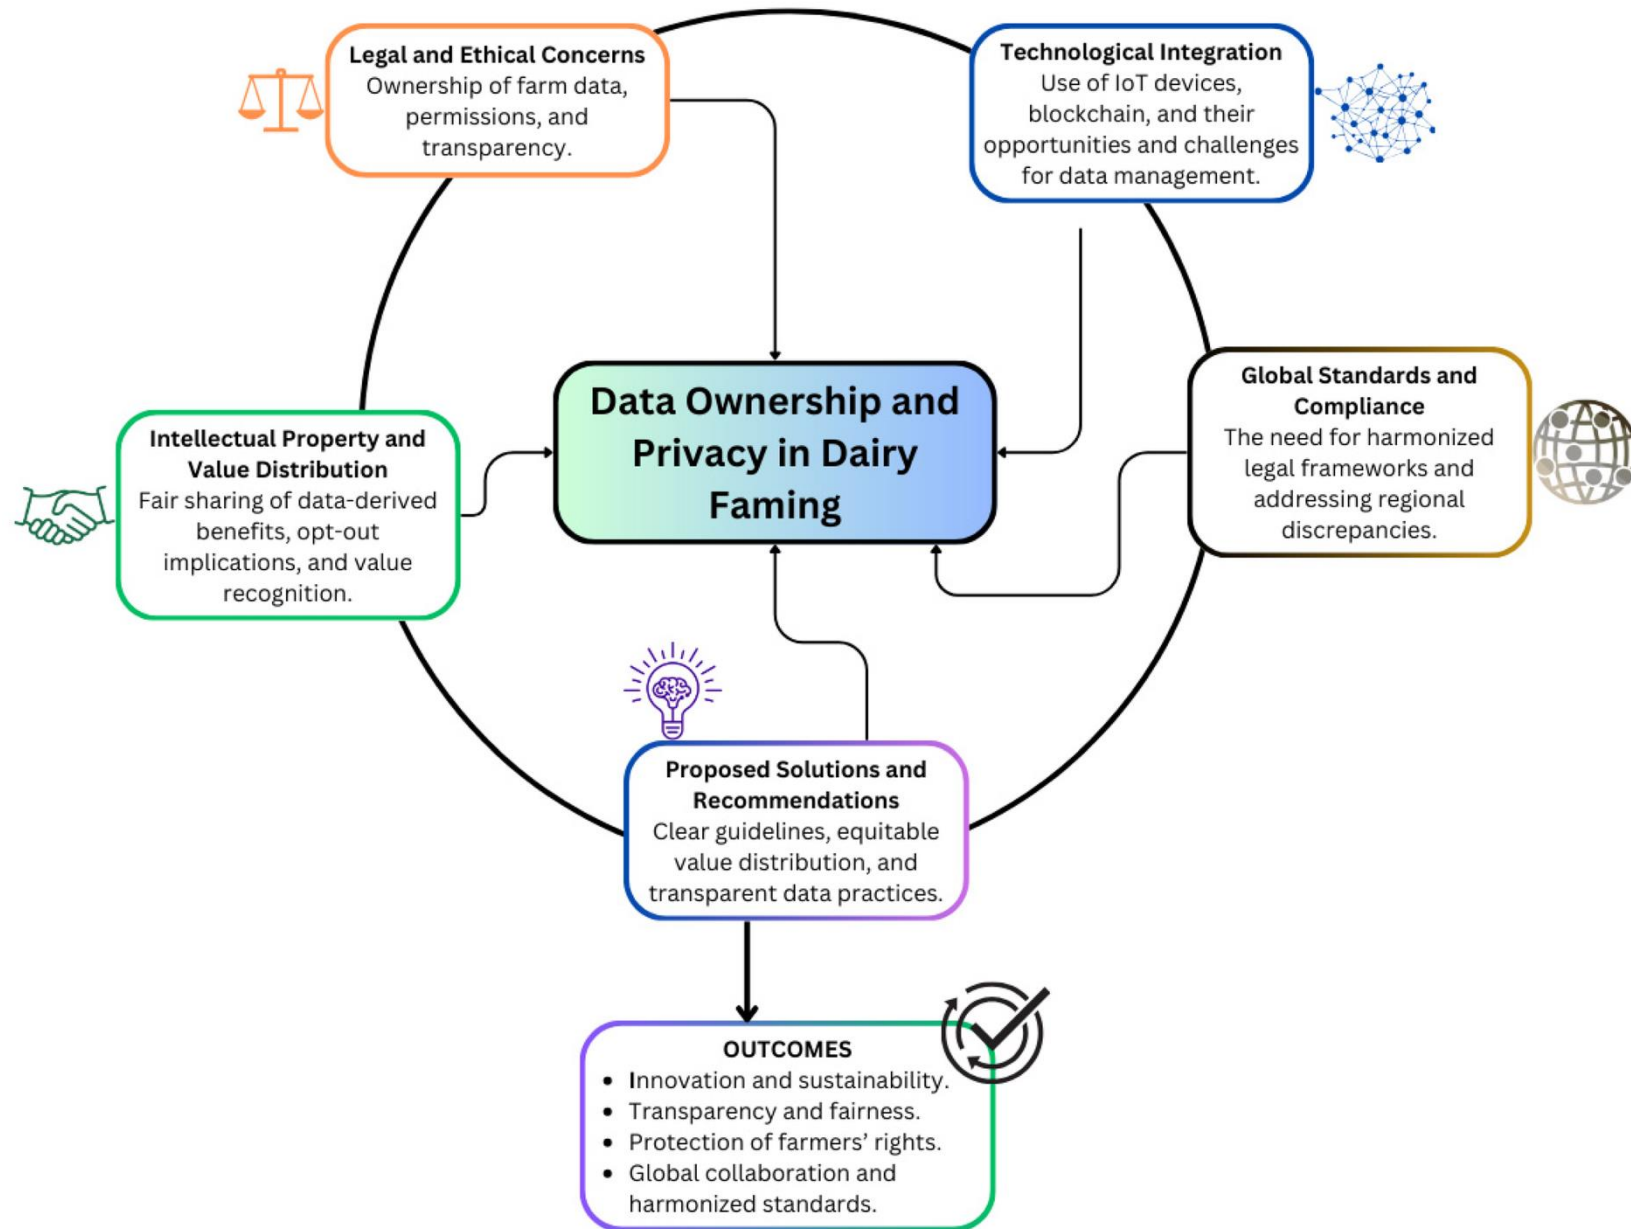 Legal and Ethical Concerns
Ownership of farm data,
permissions, and
transparency.
Technological Integration
Use of IoT devices,
blockchain, and their
opportunities and challenges
for data management.
Data Ownership and
Privacy in Dairy
Faming
Global Standards and
Compliance
The need for harmonized
legal frameworks and
addressing regional
discrepancies.
Intellectual Property and
Value Distribution
Fair sharing of data-derived
benefits, opt-out
implications, and value
recognition.
Proposed Solutions and
Recommendations
Clear guidelines, equitable
value distribution, and
transparent data practices.
OUTCOMES
• Innovation and sustainability.
• Transparency and fairness.
• Protection of farmers’ rights.
• Global collaboration and
harmonized standards.